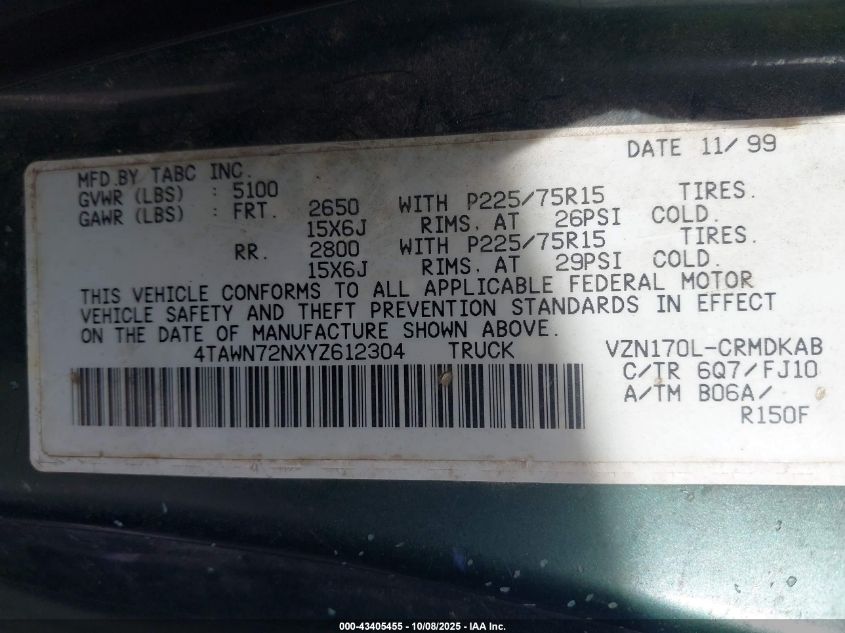 DATE 11/99
MFD.BY TABC INC.
GVWR (LBS) : 5100
GAWR (LBS) : FRT. 2650 WITH P225/75R15 TIRES.
15X6J RIMS, AT 26PSI COLD.
RR. 2800 WITH P225/75R15 TIRES.
15X6J RIMS, AT 29PSI COLD.
THIS VEHICLE CONFORMS TO ALL APPLICABLE FEDERAL MOTOR
VEHICLE SAFETY AND THEFT PREVENTION STANDARDS IN EFFECT
ON THE DATE OF MANUFACTURE SHOWN ABOVE.
4TAWN72NXYZ612304 TRUCK VZN170L-CRMDKAB
C/TR 6Q7/FJ10
A/TM B06A/
R150F
000-43405455 - 10/08/2025 - IAA Inc.